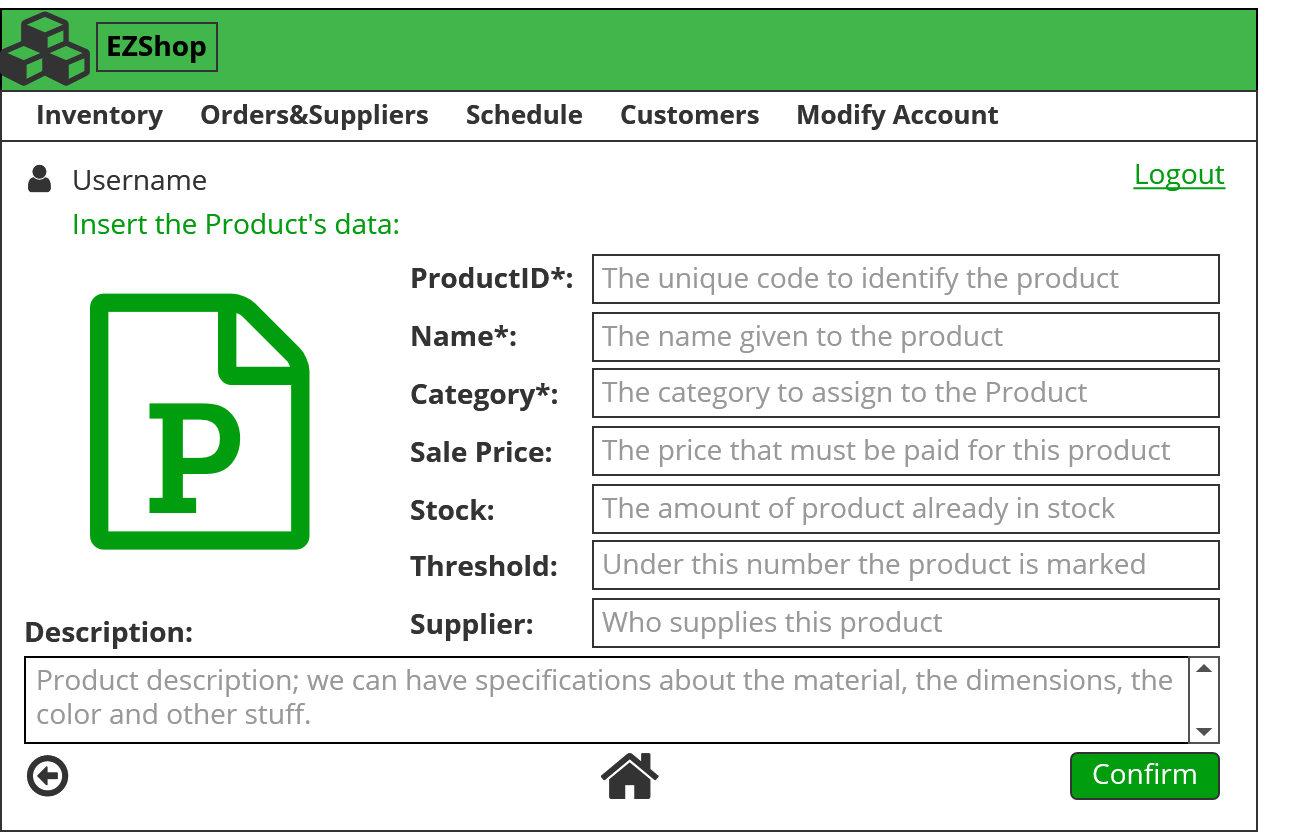 EZShop
Inventory Orders&Suppliers Schedule Customers Modify Account
Username
Logout
Insert the Product's data:
ProductID*: The unique code to identify the product
Name*: The name given to the product
Category*: The category to assign to the Product
Sale Price: The price that must be paid for this product
Stock: The amount of product already in stock
Threshold: Under this number the product is marked
Supplier: Who supplies this product
P
Description:
Product description; we can have specifications about the material, the dimensions, the
color and other stuff.
Confirm